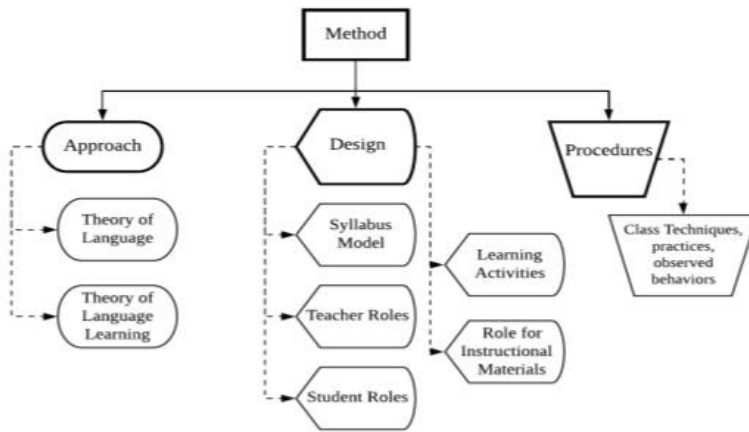 Method
Approach
Design
Procedures
Theory of
Language
Syllabus
Model
Class Techniques,
practices,
observed
behaviors
Learning
Activities
Theory of
Language
Learning
Teacher Roles
Role for
Instructional
Materials
Student Roles